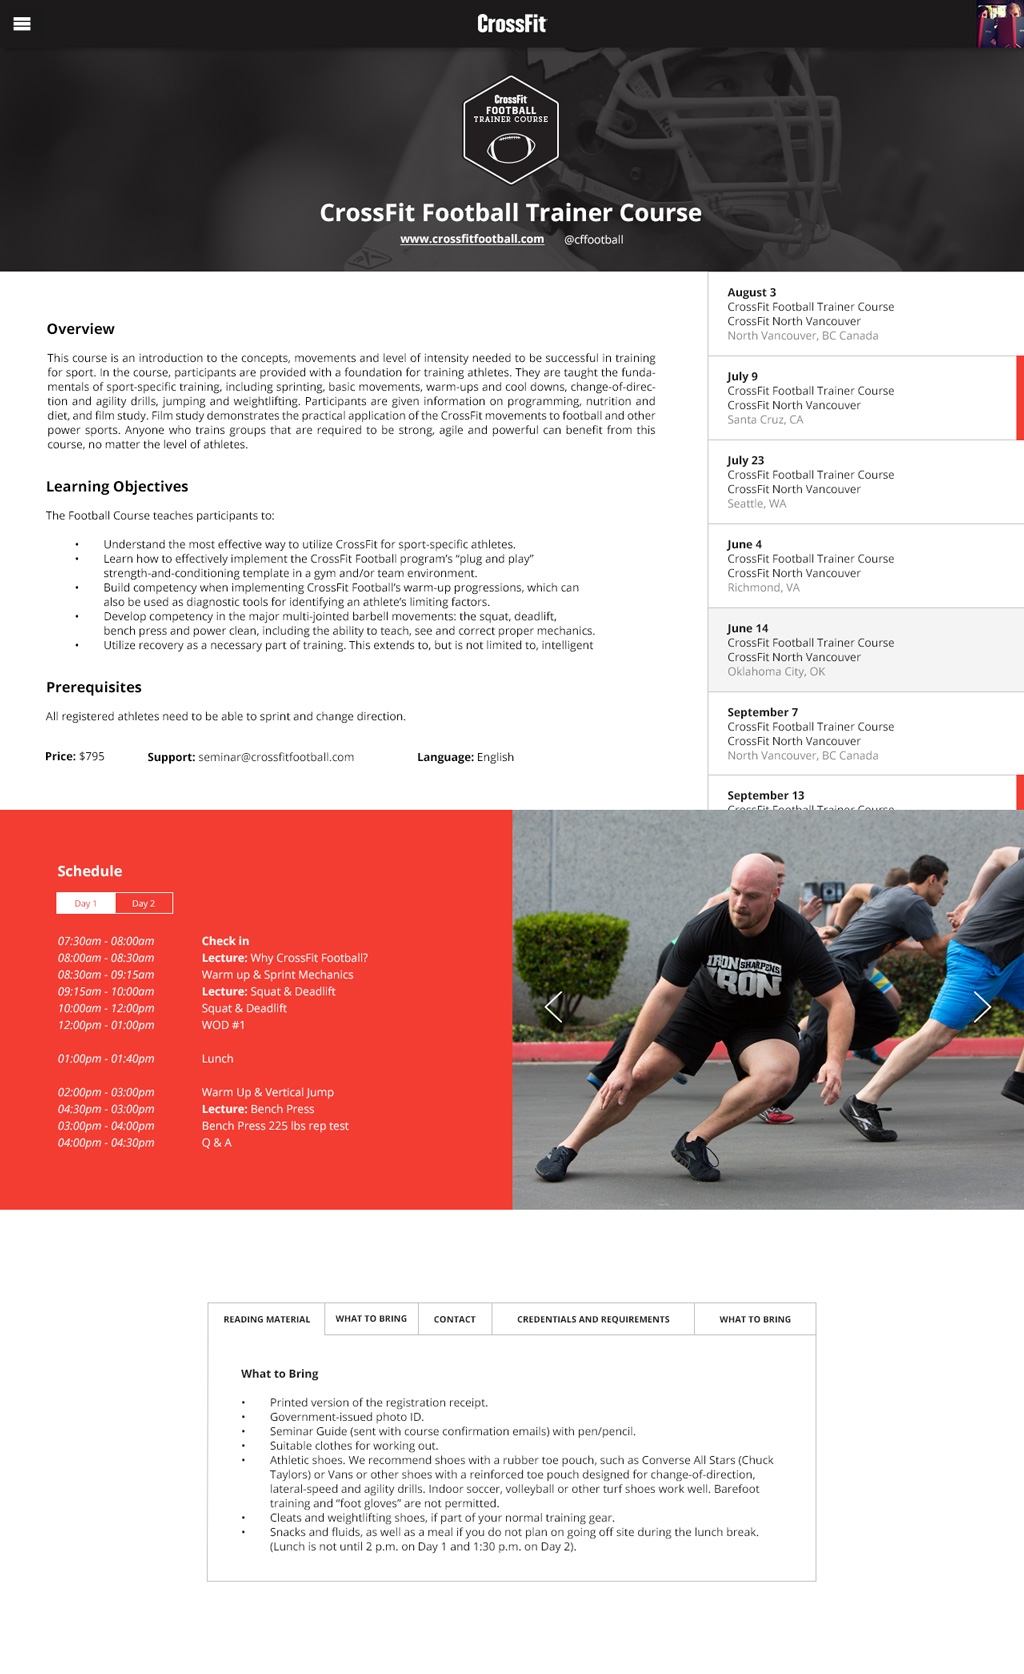 CrossFit
CrossFit
FOOTBALL
TRAINER COURSE
CrossFit Football Trainer Course
www.crossfitfootball.com @cffootball
Overview
This course is an introduction to the concepts, movements and level of intensity needed to be successful in training
for sport. In the course, participants are provided with a foundation for training athletes. They are taught the funda-
mentals of sport-specific training, including sprinting, basic movements, warm-ups and cool downs, change-of-direc-
tion and agility drills, jumping and weightlifting. Participants are given information on programming, nutrition and
diet, and film study. Film study demonstrates the practical application of the CrossFit movements to football and other
power sports. Anyone who trains groups that are required to be strong, agile and powerful can benefit from this
course, no matter the level of athletes.
Learning Objectives
The Football Course teaches participants to:
• Understand the most effective way to utilize CrossFit for sport-specific athletes.
• Learn how to effectively implement the CrossFit Football program's “plug and play”
strength-and-conditioning template in a gym and/or team environment.
• Build competency when implementing CrossFit Football's warm-up progressions, which can
also be used as diagnostic tools for identifying an athlete's limiting factors.
• Develop competency in the major multi-jointed barbell movements: the squat, deadlift,
bench press and power clean, including the ability to teach, see and correct proper mechanics.
• Utilize recovery as a necessary part of training. This extends to, but is not limited to, intelligent
Prerequisites
All registered athletes need to be able to sprint and change direction.
Price: $795 Support: seminar@crossfitfootball.com Language: English
August 3
CrossFit Football Trainer Course
CrossFit North Vancouver
North Vancouver, BC Canada
July 9
CrossFit Football Trainer Course
CrossFit North Vancouver
Santa Cruz, CA
July 23
CrossFit Football Trainer Course
CrossFit North Vancouver
Seattle, WA
June 4
CrossFit Football Trainer Course
CrossFit North Vancouver
Richmond, VA
June 14
CrossFit Football Trainer Course
CrossFit North Vancouver
Oklahoma City, OK
September 7
CrossFit Football Trainer Course
CrossFit North Vancouver
North Vancouver, BC Canada
September 13
CrossFit Football Trainer Course
Schedule
Day 1 Day 2
07:30am - 08:00am Check in
08:00am - 08:30am Lecture: Why CrossFit Football?
08:30am - 09:15am Warm up & Sprint Mechanics
09:15am - 10:00am Lecture: Squat & Deadlift
10:00am - 12:00pm Squat & Deadlift
12:00pm - 01:00pm WOD #1
01:00pm - 01:40pm Lunch
02:00pm - 03:00pm Warm Up & Vertical Jump
04:30pm - 03:00pm Lecture: Bench Press
03:00pm - 04:00pm Bench Press 225 lbs rep test
04:00pm - 04:30pm Q & A
IRON SHARPENS
IRON
READING MATERIAL WHAT TO BRING CONTACT CREDENTIALS AND REQUIREMENTS WHAT TO BRING
What to Bring
• Printed version of the registration receipt.
• Government-issued photo ID.
• Seminar Guide (sent with course confirmation emails) with pen/pencil.
• Suitable clothes for working out.
• Athletic shoes. We recommend shoes with a rubber toe pouch, such as Converse All Stars (Chuck
Taylors) or Vans or other shoes with a reinforced toe pouch designed for change-of-direction,
lateral-speed and agility drills. Indoor soccer, volleyball or other turf shoes work well. Barefoot
training and “foot gloves” are not permitted.
• Cleats and weightlifting shoes, if part of your normal training gear.
• Snacks and fluids, as well as a meal if you do not plan on going off site during the lunch break.
(Lunch is not until 2 p.m. on Day 1 and 1:30 p.m. on Day 2).